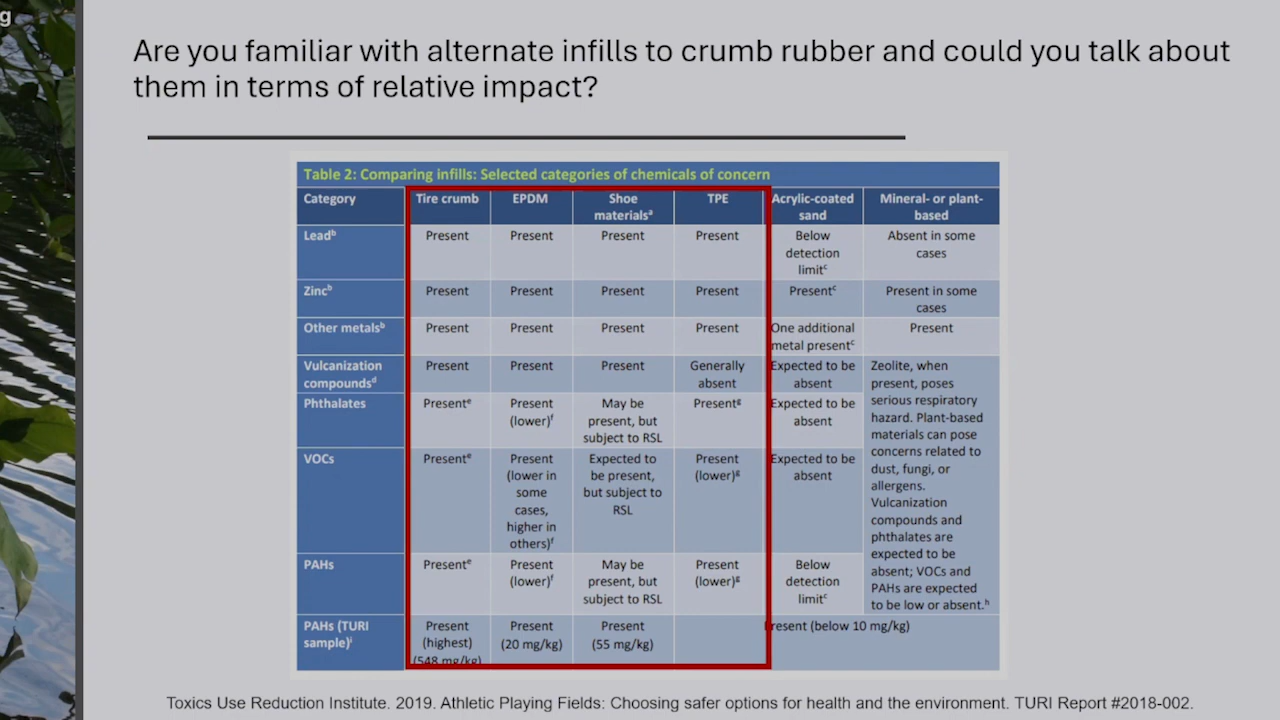 g
Are you familiar with alternate infills to crumb rubber and could you talk about
them in terms of relative impact?
Table 2: Comparing infills: Selected categories of chemicals of concern
Category Tire crumb EPDM Shoe materialsᵃ TPE Acrylic-coated sand Mineral- or plant-based
Leadᵇ Present Present Present Present Below detection limitᶜ Absent in some cases
Zincᵇ Present Present Present Present Presentᶜ Present in some cases
Other metalsᵇ Present Present Present Present One additional metal presentᶜ Present
Vulcanization compoundsᵈ Present Present Present Generally absent Expected to be absent
Phthalates Presentᵉ Present (lower)ᶠ May be present, but subject to RSL Presentᵍ Expected to be absent
VOCs Presentᵉ Present (lower in some cases, higher in others)ᶠ Expected to be present, but subject to RSL Present (lower)ᵍ Expected to be absent
PAHs Presentᵉ Present (lower)ᶠ May be present, but subject to RSL Present (lower)ᵍ Below detection limitᶜ
Zeolite, when
present, poses
serious respiratory
hazard. Plant-based
materials can pose
concerns related to
dust, fungi, or
allergens.
Vulcanization
compounds and
phthalates are
expected to be
absent; VOCs and
PAHs are expected
to be low or absent.ʰ
PAHs (TURI sample)ⁱ Present (highest) (548 mg/kg) Present (20 mg/kg) Present (55 mg/kg) Present (below 10 mg/kg)
Toxics Use Reduction Institute. 2019. Athletic Playing Fields: Choosing safer options for health and the environment. TURI Report #2018-002.